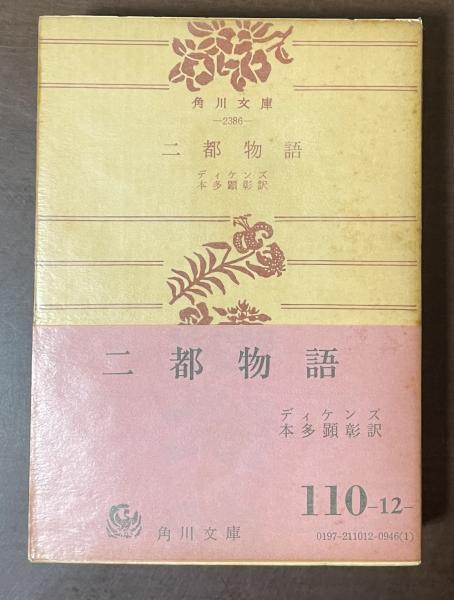 角川文庫
—2386—
二都物語
ディケンズ
本多顕彰訳
二都物語
ディケンズ
本多顕彰訳
110-12-
角川文庫
0197-211012-0946(1)